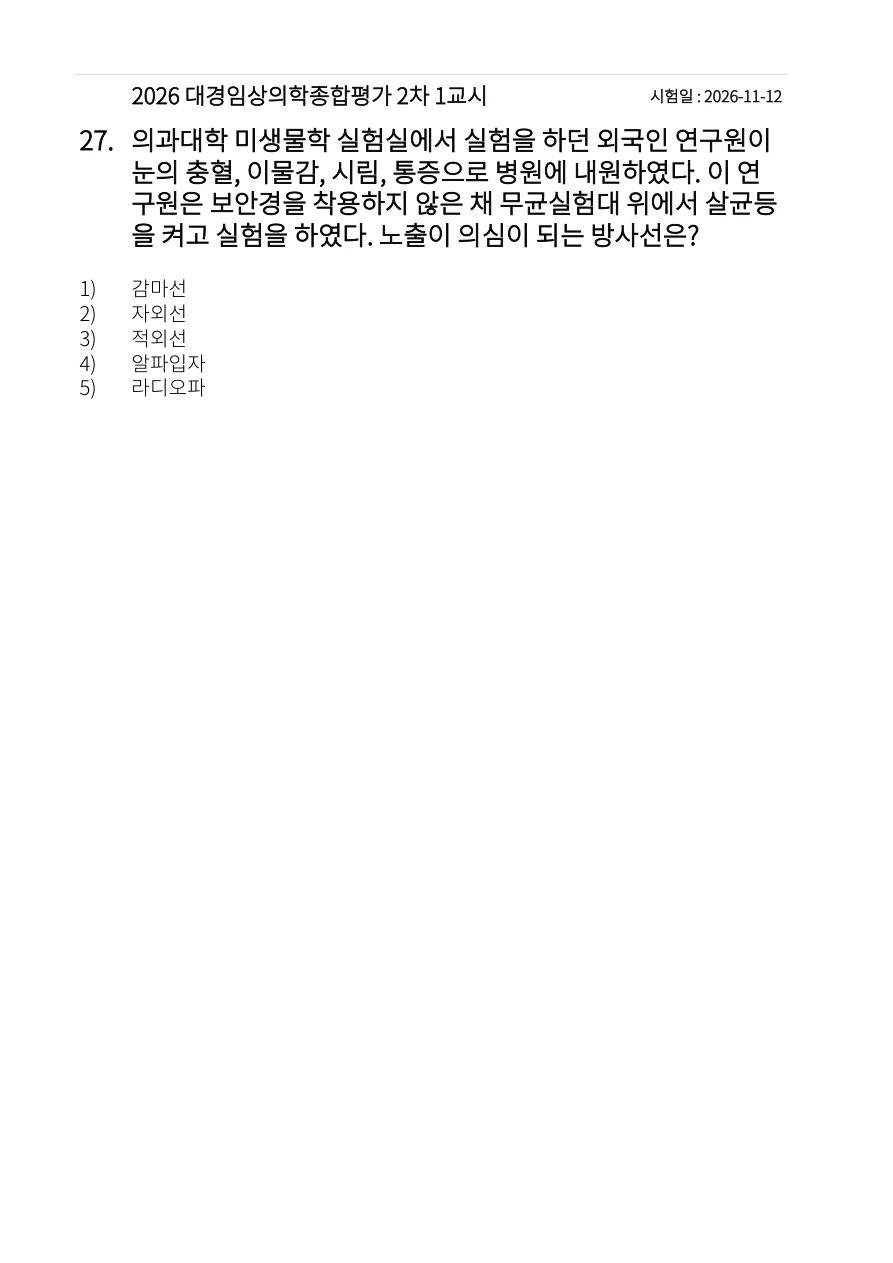 2026 대경임상의학종합평가 2차 1교시
시험일 : 2026-11-12
27. 의과대학 미생물학 실험실에서 실험을 하던 외국인 연구원이
눈의 충혈, 이물감, 시림, 통증으로 병원에 내원하였다. 이 연
구원은 보안경을 착용하지 않은 채 무균실험대 위에서 살균등
을 켜고 실험을 하였다. 노출이 의심이 되는 방사선은?
1) 감마선
2) 자외선
3) 적외선
4) 알파입자
5) 라디오파